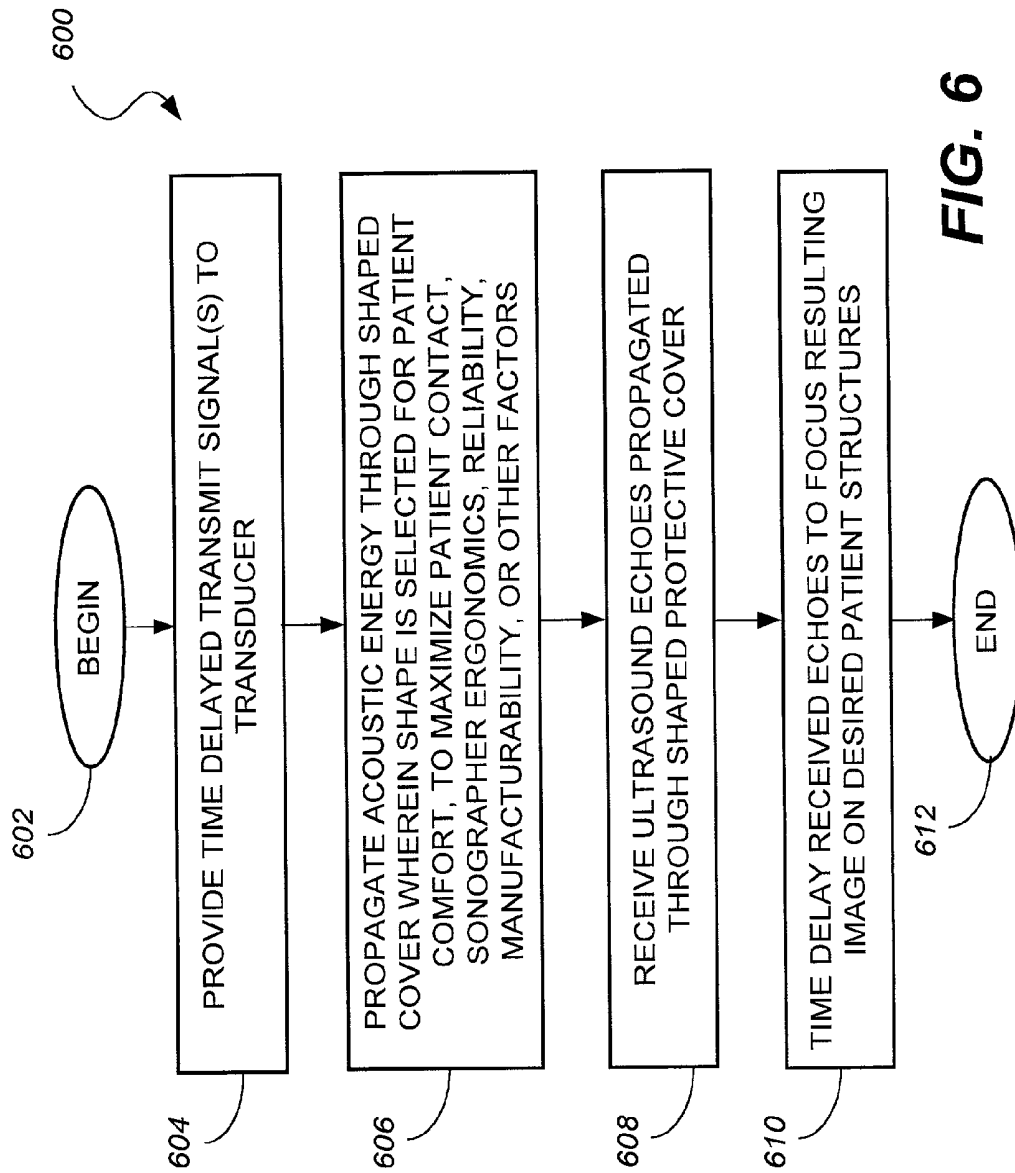 600
602
BEGIN
604
PROVIDE TIME DELAYED TRANSMIT SIGNAL(S) TO
TRANSDUCER
606
PROPAGATE ACOUSTIC ENERGY THROUGH SHAPED
COVER WHEREIN SHAPE IS SELECTED FOR PATIENT
COMFORT, TO MAXIMIZE PATIENT CONTACT,
SONOGRAPHER ERGONOMICS, RELIABILITY,
MANUFACTURABILITY, OR OTHER FACTORS
608
RECEIVE ULTRASOUND ECHOES PROPAGATED
THROUGH SHAPED PROTECTIVE COVER
610
TIME DELAY RECEIVED ECHOES TO FOCUS RESULTING
IMAGE ON DESIRED PATIENT STRUCTURES
612
END
FIG. 6